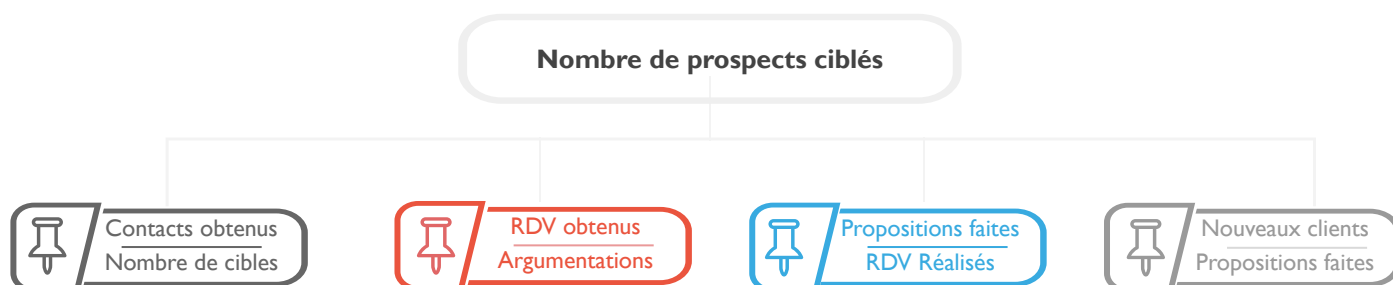 Nombre de prospects ciblés
Contacts obtenus
Nombre de cibles
RDV obtenus
Argumentations
Propositions faites
RDV Réalisés
Nouveaux clients
Propositions faites